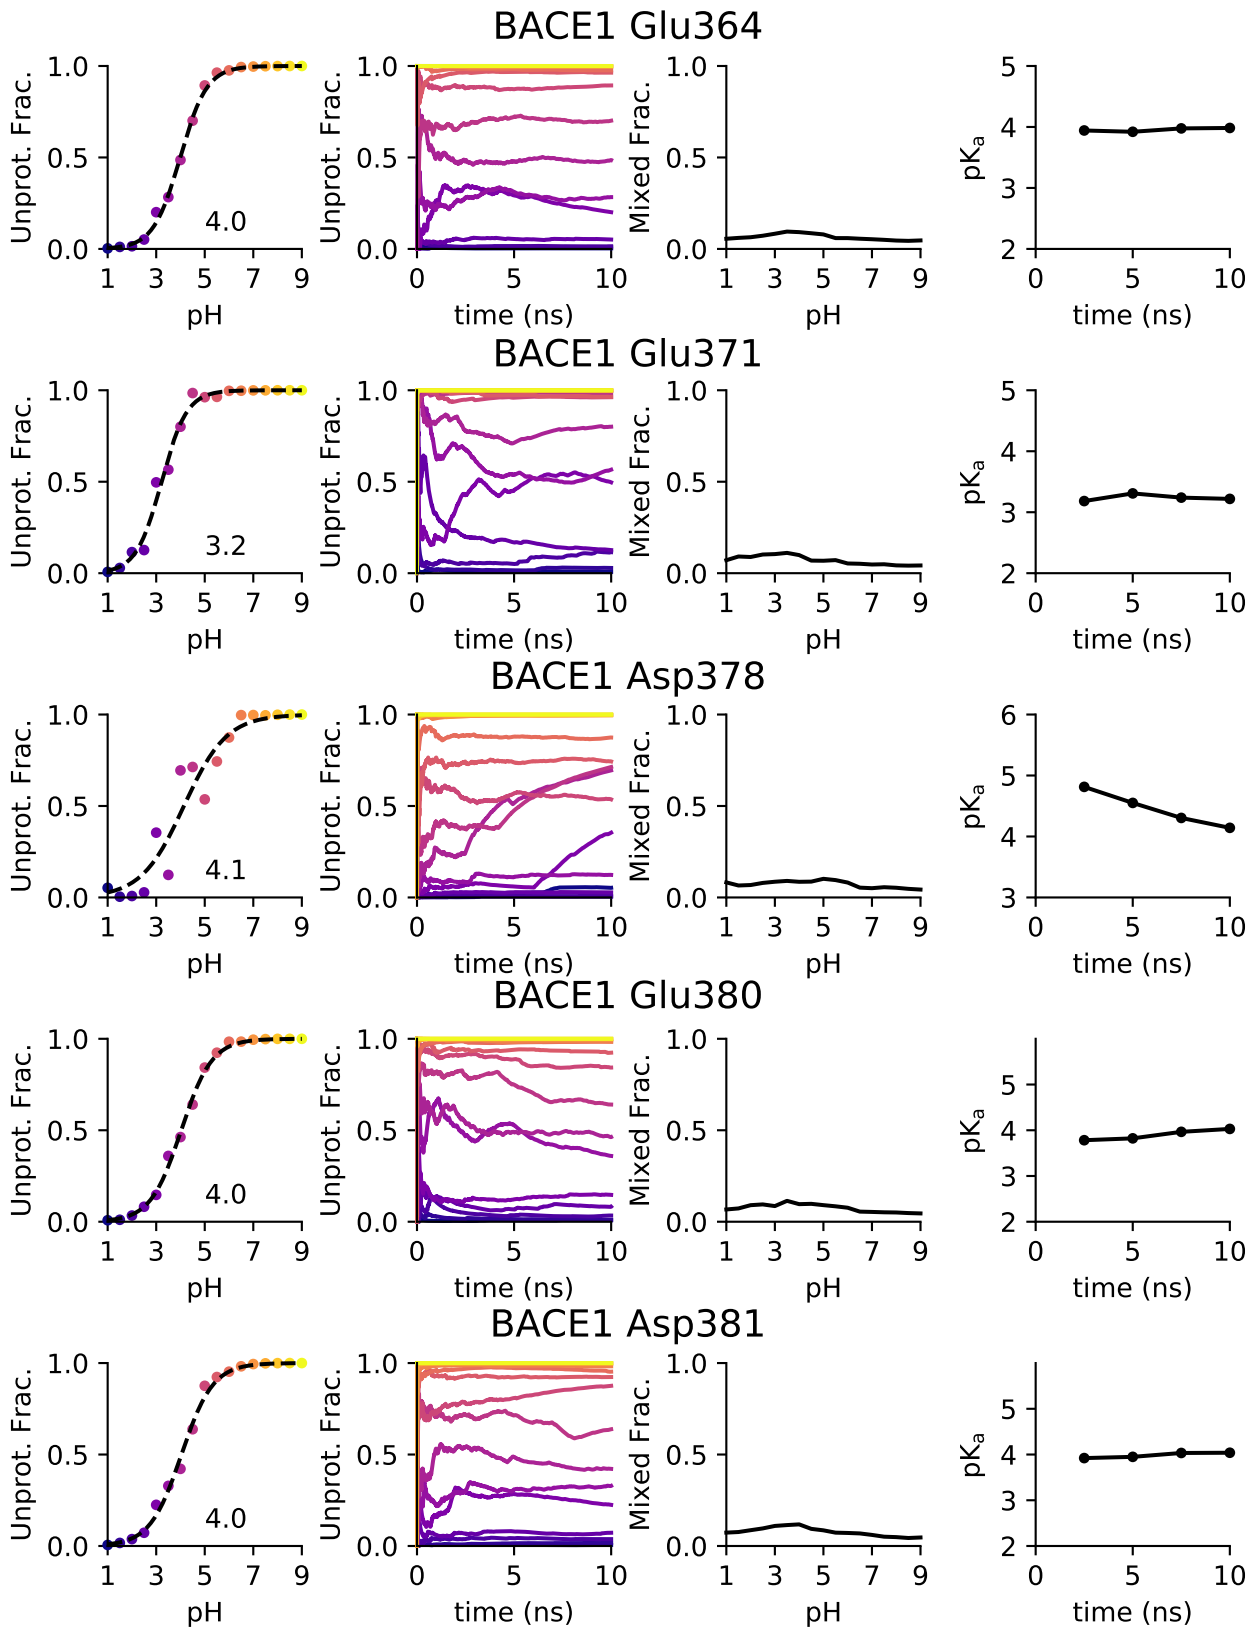 BACE1 Glu364
Unprot. Frac.
1.0
0.5
0.0
4.0
1 3 5 7 9
pH
Unprot. Frac.
1.0
0.5
0.0
0 5 10
time (ns)
Mixed Frac.
1.0
0.5
0.0
1 3 5 7 9
pH
pKa
5
4
3
2
0 5 10
time (ns)
BACE1 Glu371
Unprot. Frac.
1.0
0.5
0.0
3.2
1 3 5 7 9
pH
Unprot. Frac.
1.0
0.5
0.0
0 5 10
time (ns)
Mixed Frac.
1.0
0.5
0.0
1 3 5 7 9
pH
pKa
5
4
3
2
0 5 10
time (ns)
BACE1 Asp378
Unprot. Frac.
1.0
0.5
0.0
4.1
1 3 5 7 9
pH
Unprot. Frac.
1.0
0.5
0.0
0 5 10
time (ns)
Mixed Frac.
1.0
0.5
0.0
1 3 5 7 9
pH
pKa
6
5
4
3
0 5 10
time (ns)
BACE1 Glu380
Unprot. Frac.
1.0
0.5
0.0
4.0
1 3 5 7 9
pH
Unprot. Frac.
1.0
0.5
0.0
0 5 10
time (ns)
Mixed Frac.
1.0
0.5
0.0
1 3 5 7 9
pH
pKa
5
4
3
2
0 5 10
time (ns)
BACE1 Asp381
Unprot. Frac.
1.0
0.5
0.0
4.0
1 3 5 7 9
pH
Unprot. Frac.
1.0
0.5
0.0
0 5 10
time (ns)
Mixed Frac.
1.0
0.5
0.0
1 3 5 7 9
pH
pKa
5
4
3
2
0 5 10
time (ns)